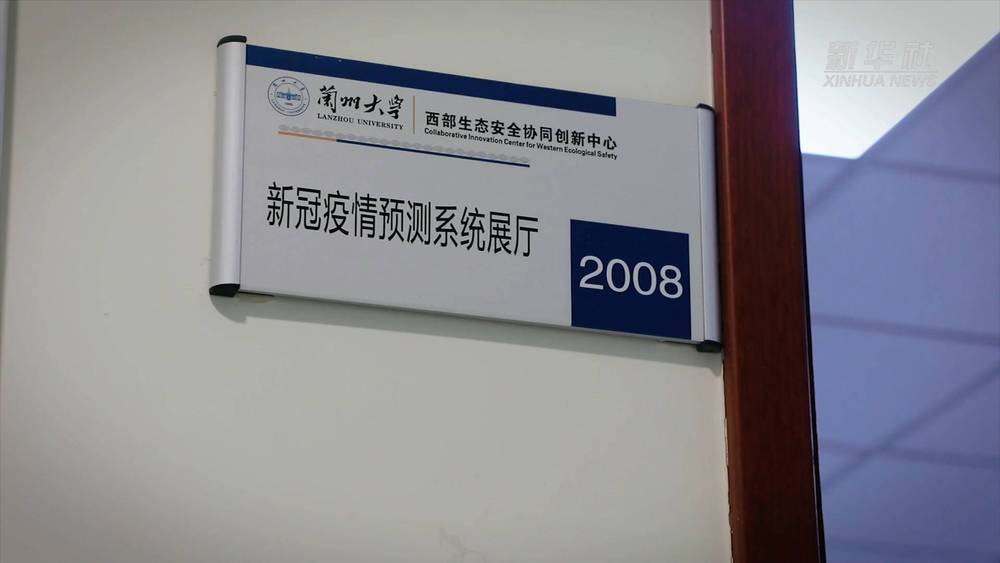 新华社
XINHUA NEWS
兰州大学
LANZHOU UNIVERSITY
西部生态安全协同创新中心
Collaborative Innovation Center for Western Ecological Safety
新冠疫情预测系统展厅
2008